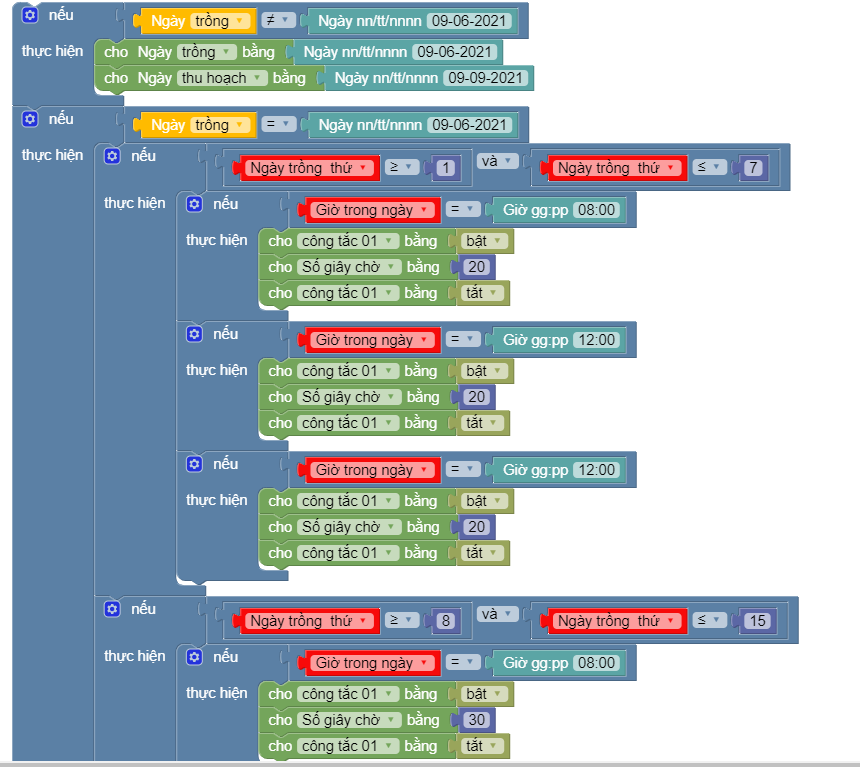 nếu Ngày trồng ≠ Ngày nn/tt/nnnn 09-06-2021
thực hiện cho Ngày trồng bằng Ngày nn/tt/nnnn 09-06-2021
cho Ngày thu hoạch bằng Ngày nn/tt/nnnn 09-09-2021
nếu Ngày trồng = Ngày nn/tt/nnnn 09-06-2021
thực hiện nếu Ngày trồng thứ ≥ 1 và Ngày trồng thứ ≤ 7
thực hiện nếu Giờ trong ngày = Giờ gg:pp 08:00
thực hiện cho công tắc 01 bằng bật
cho Số giây chờ bằng 20
cho công tắc 01 bằng tắt
nếu Giờ trong ngày = Giờ gg:pp 12:00
thực hiện cho công tắc 01 bằng bật
cho Số giây chờ bằng 20
cho công tắc 01 bằng tắt
nếu Giờ trong ngày = Giờ gg:pp 12:00
thực hiện cho công tắc 01 bằng bật
cho Số giây chờ bằng 20
cho công tắc 01 bằng tắt
nếu Ngày trồng thứ ≥ 8 và Ngày trồng thứ ≤ 15
thực hiện nếu Giờ trong ngày = Giờ gg:pp 08:00
thực hiện cho công tắc 01 bằng bật
cho Số giây chờ bằng 30
cho công tắc 01 bằng tắt